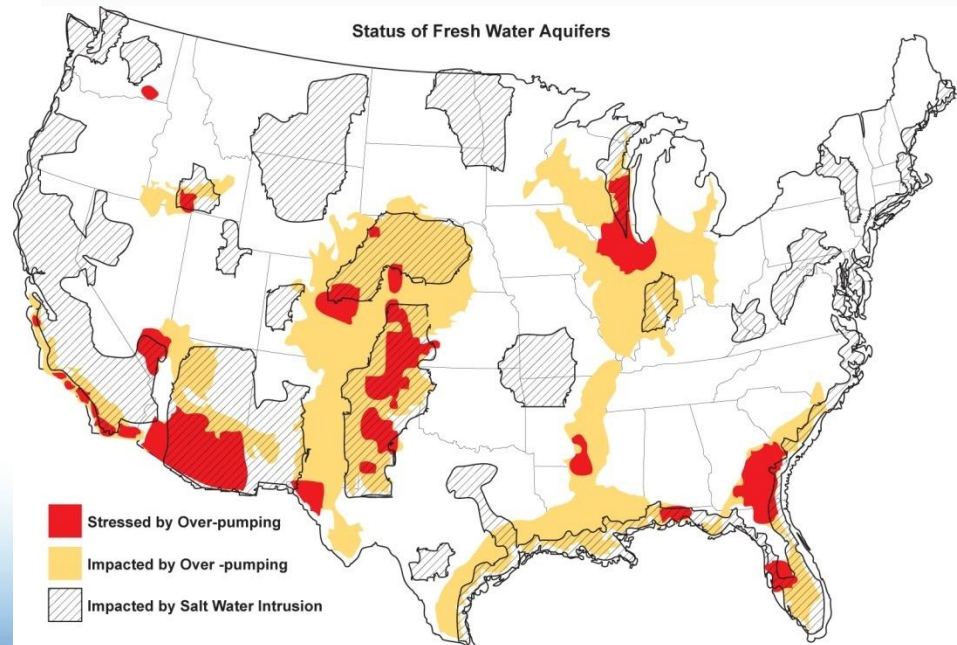 Status of Fresh Water Aquifers
Stressed by Over-pumping
Impacted by Over -pumping
Impacted by Salt Water Intrusion